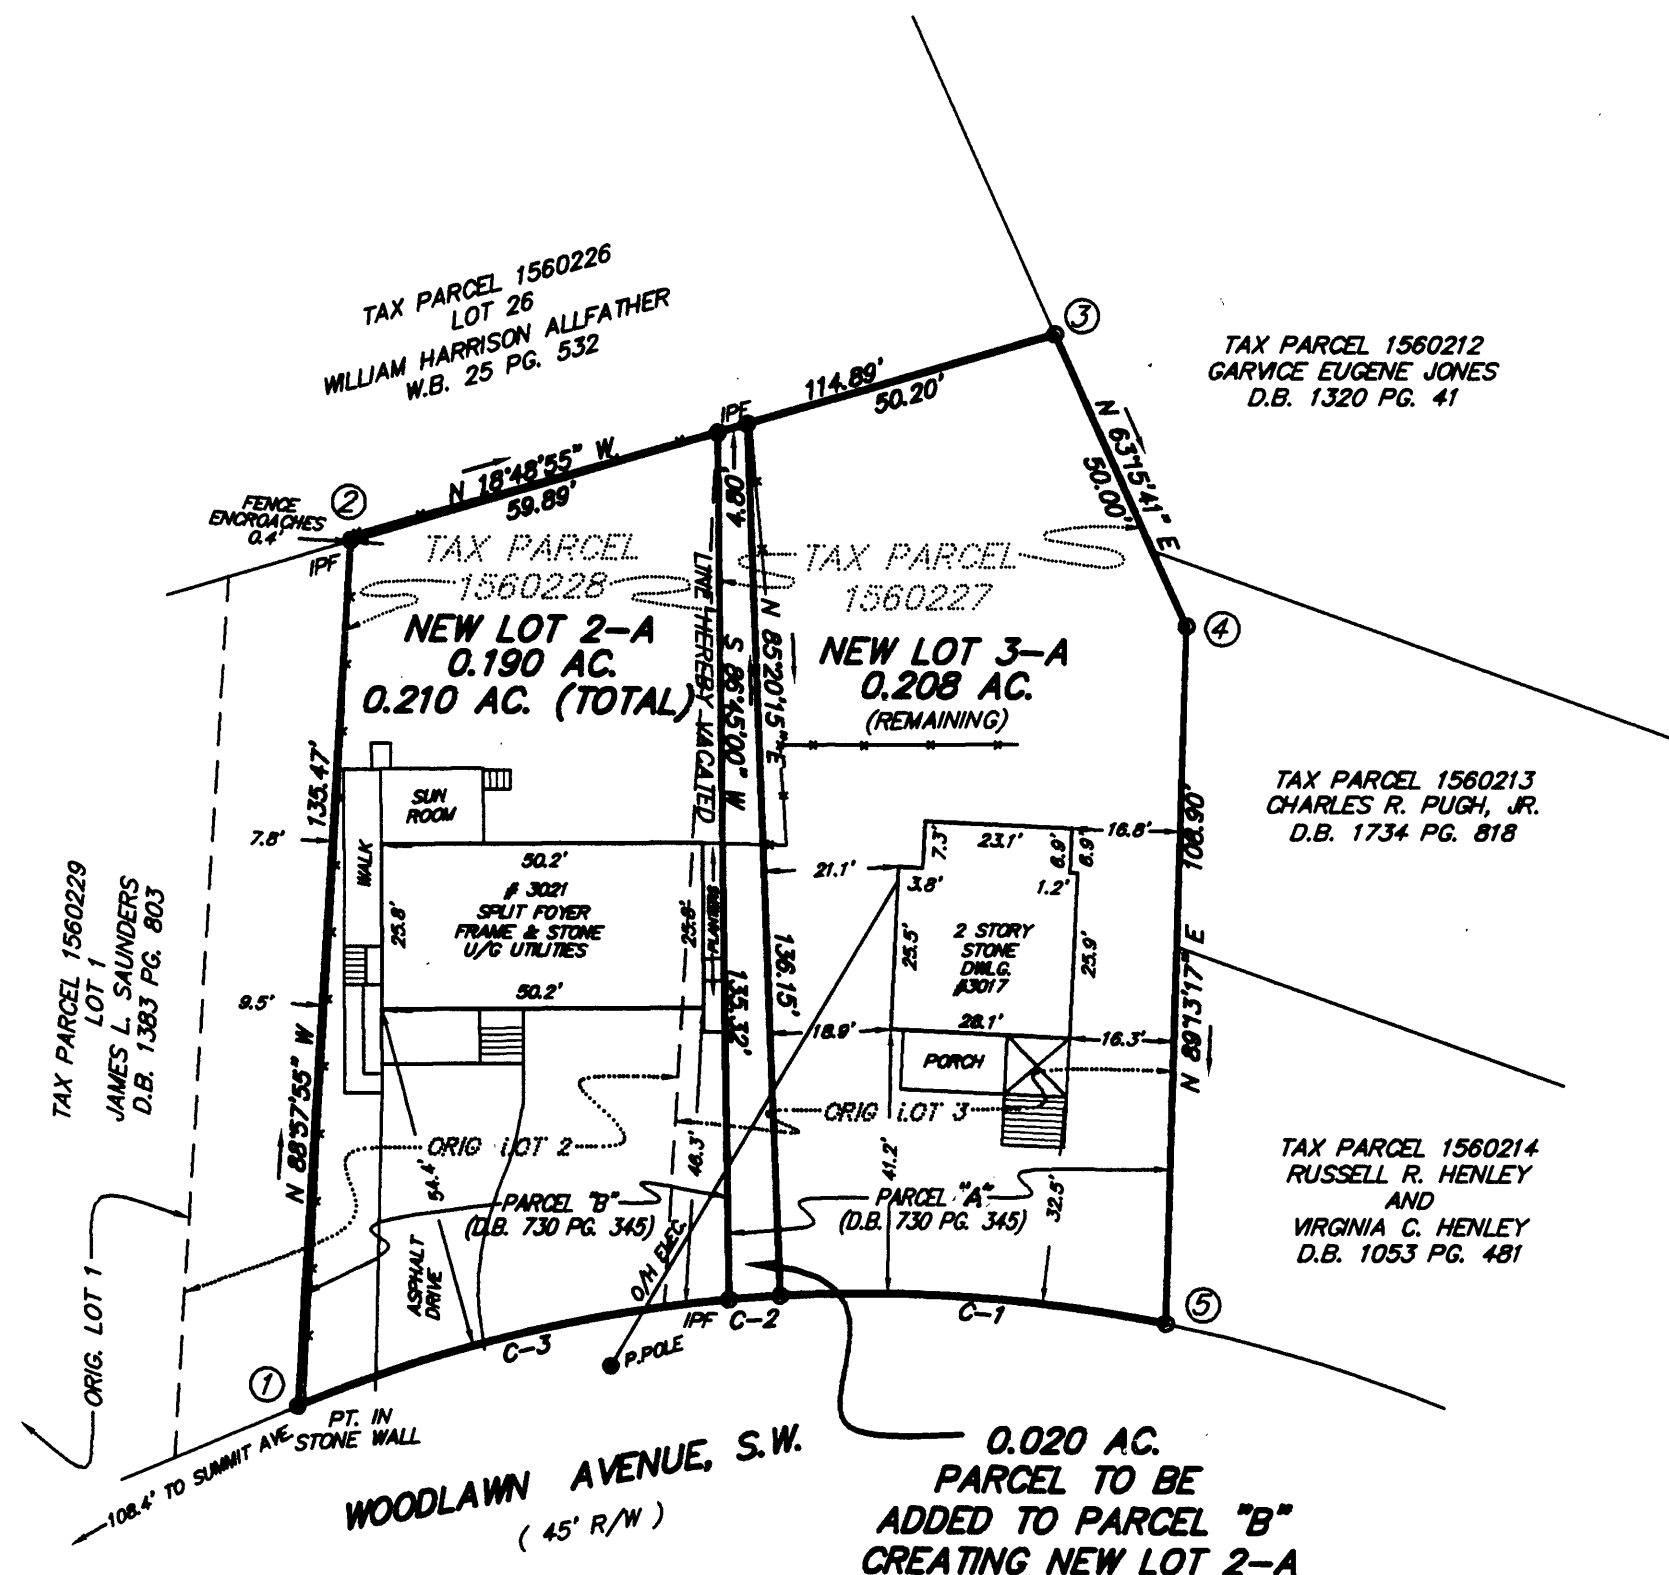 TAX PARCEL 1560226
LOT 26
WILLIAM HARRISON ALLFATHER
W.B. 25 PG. 532
3
TAX PARCEL 1560212
GARVICE EUGENE JONES
D.B. 1320 PG. 41
114.89'
50.20'
IPF
N 63°15'41" E
50.00'
N 18°48'55" W.
59.89'
2
FENCE
ENCROACHES
0.4'
IPF
4.80'
TAX PARCEL
1560228
TAX PARCEL
1560227
4
NEW LOT 2-A
0.190 AC.
0.210 AC. (TOTAL)
LINE HEREBY VACATED
S 86°45'00" W
135.32'
N 85°20'15" E
136.15'
NEW LOT 3-A
0.208 AC.
(REMAINING)
135.47'
N 88°57'55" W
SUN
ROOM
WALK
7.8'
9.5'
50.2'
# 3021
SPLIT FOYER
FRAME & STONE
U/G UTILITIES
50.2'
25.8'
25.8'
PLANTERS
21.1'
18.9'
7.3'
23.1'
6.9'
6.9'
16.8'
3.8'
1.2'
2 STORY
STONE
DWLG.
#3017
25.5'
25.9'
28.1'
16.3'
PORCH
108.90'
N 89°13'17" E
TAX PARCEL 1560213
CHARLES R. PUGH, JR.
D.B. 1734 PG. 818
TAX PARCEL 1560229
LOT 1
JAMES L. SAUNDERS
D.B. 1383 PG. 803
ORIG LOT 2
ORIG LOT 3
54.4'
46.3'
41.2'
32.5'
PARCEL "B"
(D.B. 730 PG. 345)
PARCEL "A"
(D.B. 730 PG. 345)
TAX PARCEL 1560214
RUSSELL R. HENLEY
AND
VIRGINIA C. HENLEY
D.B. 1053 PG. 481
ORIG. LOT 1
ASPHALT
DRIVE
O/H ELEC.
IPF
C-2
C-1
5
C-3
P.POLE
1
PT. IN
STONE WALL
108.4' TO SUMMIT AVE.
WOODLAWN AVENUE, S.W.
( 45' R/W )
0.020 AC.
PARCEL TO BE
ADDED TO PARCEL "B"
CREATING NEW LOT 2-A